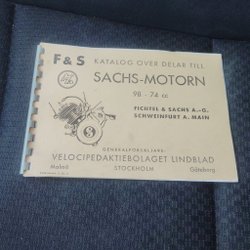 F & S
KATALOG ÖVER DELAR TILL
SACHS-MOTORN
98 - 74 cc
FICHTEL & SACHS A.-G.
SCHWEINFURT A. MAIN
S
GENERALFÖRSÄLJARE:
VELOCIPEDAKTIEBOLAGET LINDBLAD
Malmö STOCKHOLM Göteborg